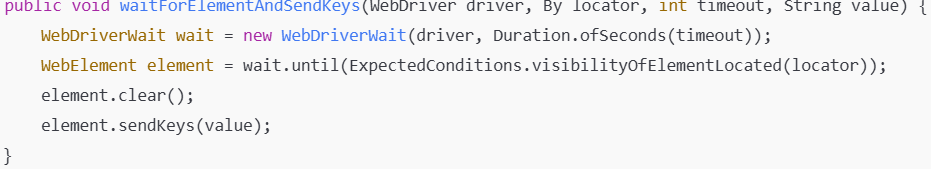 public void waitForElementAndSendKeys(WebDriver driver, By locator, int timeout, String value) {
    WebDriverWait wait = new WebDriverWait(driver, Duration.ofSeconds(timeout));
    WebElement element = wait.until(ExpectedConditions.visibilityOfElementLocated(locator));
    element.clear();
    element.sendKeys(value);
}